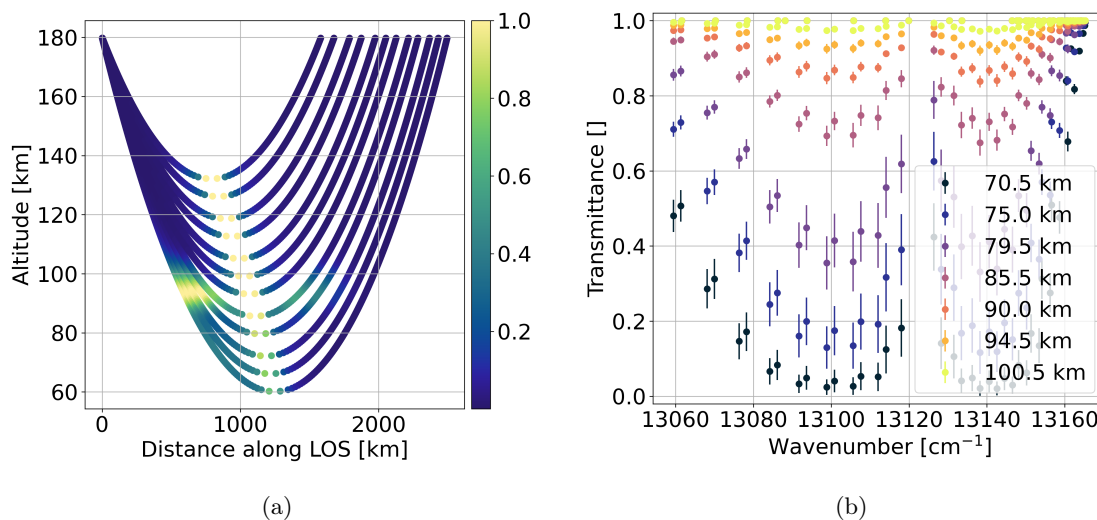 180
160
140
120
100
80
60
Altitude [km]
0
1000
2000
Distance along LOS [km]
1.0
0.8
0.6
0.4
0.2
(a)
1.0
0.8
0.6
0.4
0.2
0.0
Transmittance []
13060
13080
13100
13120
13140
13160
Wavenumber [cm⁻¹]
70.5 km
75.0 km
79.5 km
85.5 km
90.0 km
94.5 km
100.5 km
(b)